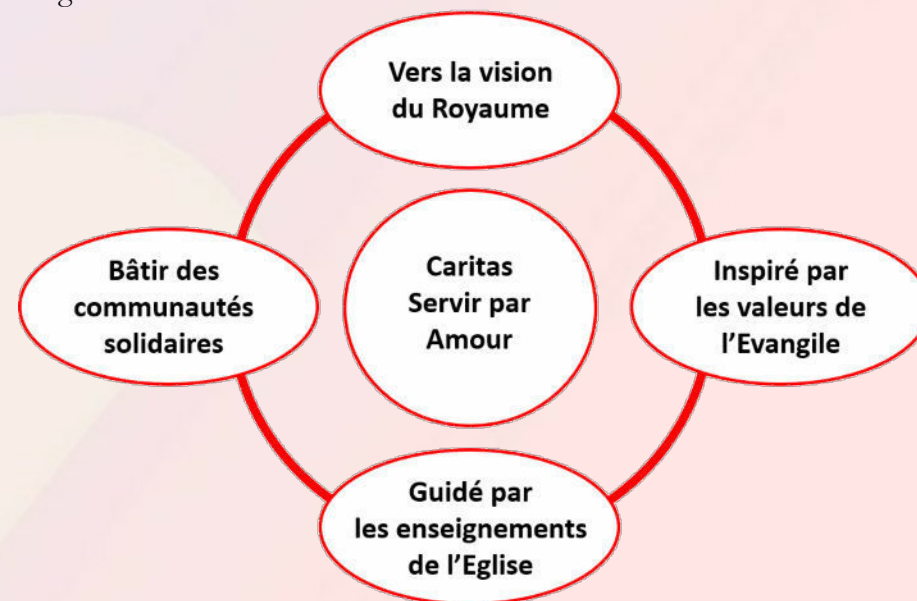 Vers la vision
du Royaume
Bâtir des
communautés
solidaires
Caritas
Servir par
Amour
Inspiré par
les valeurs de
l’Evangile
Guidé par
les enseignements
de l’Eglise